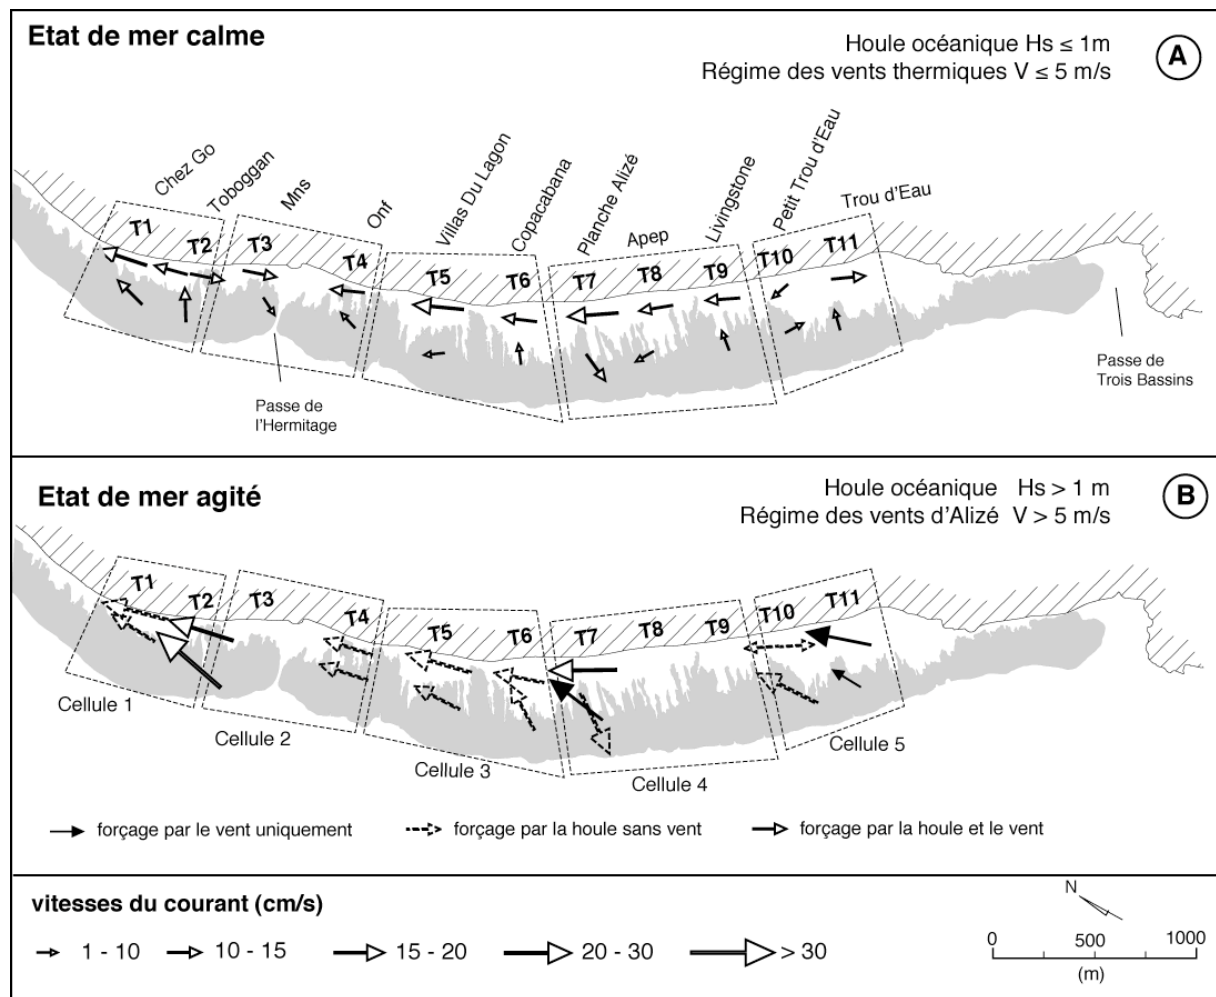 Etat de mer calme
Houle océanique Hs ≤ 1m
Régime des vents thermiques V ≤ 5 m/s
A
Chez Go
Toboggan
Mns
Onf
Villas Du Lagon
Copacabana
Planche Alizé
Apep
Livingstone
Petit Trou d'Eau
Trou d'Eau
T1
T2
T3
T4
T5
T6
T7
T8
T9
T10
T11
Passe de
l'Hermitage
Passe de
Trois Bassins
Etat de mer agité
Houle océanique Hs > 1 m
Régime des vents d'Alizé V > 5 m/s
B
T1
T2
T3
T4
T5
T6
T7
T8
T9
T10
T11
Cellule 1
Cellule 2
Cellule 3
Cellule 4
Cellule 5
forçage par le vent uniquement
forçage par la houle sans vent
forçage par la houle et le vent
vitesses du courant (cm/s)
1 - 10
10 - 15
15 - 20
20 - 30
> 30
N
0 500 1000
(m)